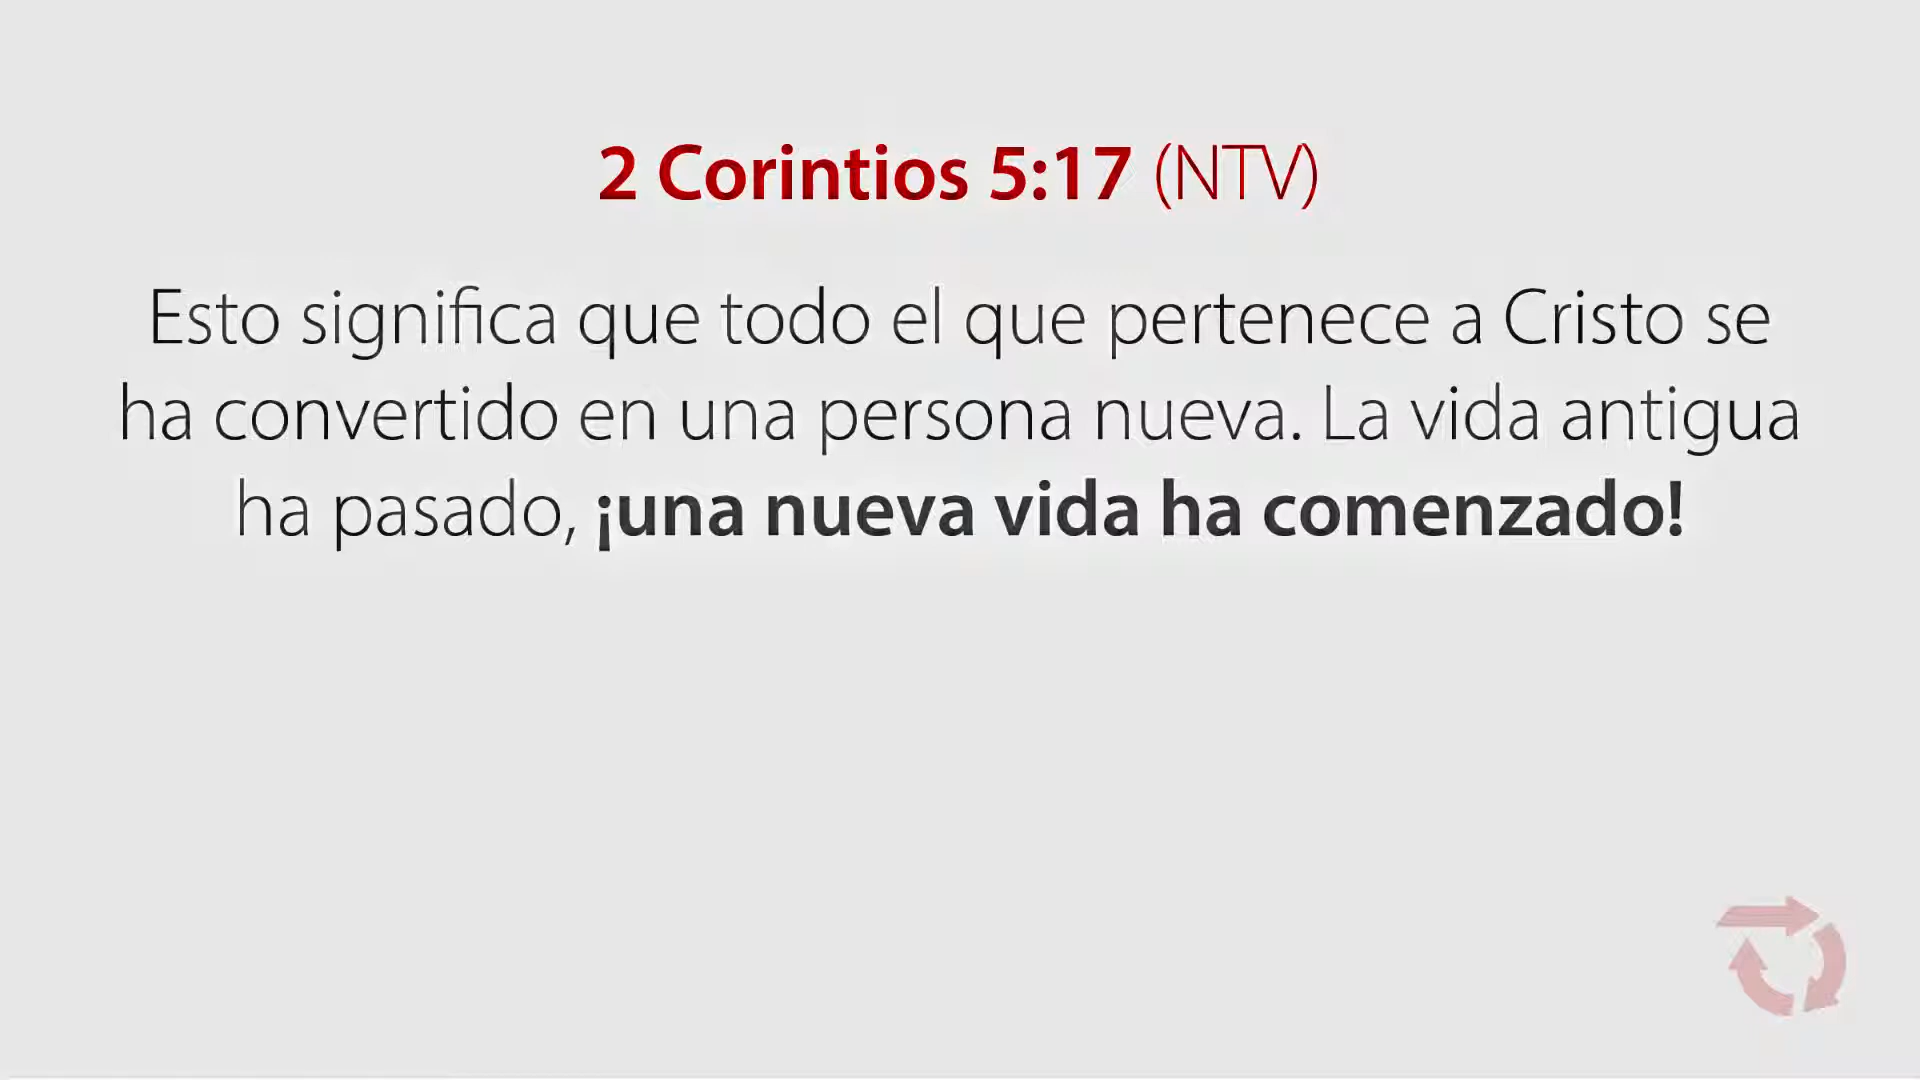 2 Corintios 5:17 (NTV)
Esto significa que todo el que pertenece a Cristo se
ha convertido en una persona nueva. La vida antigua
ha pasado, ¡una nueva vida ha comenzado!